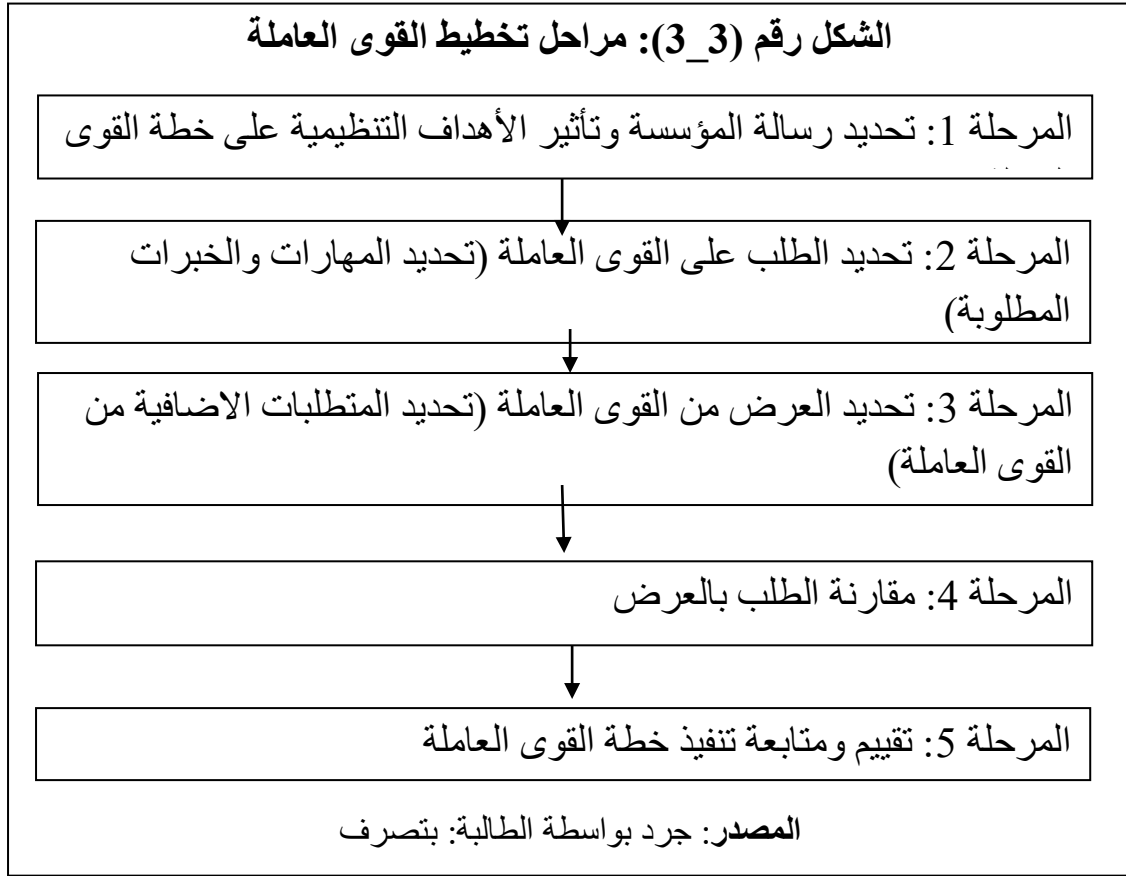 الشكل رقم (3_3): مراحل تخطيط القوى العاملة
المرحلة 1: تحديد رسالة المؤسسة وتأثير الأهداف التنظيمية على خطة القوى
المرحلة 2: تحديد الطلب على القوى العاملة (تحديد المهارات والخبرات
المطلوبة)
المرحلة 3: تحديد العرض من القوى العاملة (تحديد المتطلبات الاضافية من
القوى العاملة)
المرحلة 4: مقارنة الطلب بالعرض
المرحلة 5: تقييم ومتابعة تنفيذ خطة القوى العاملة
المصدر: جرد بواسطة الطالبة: بتصرف